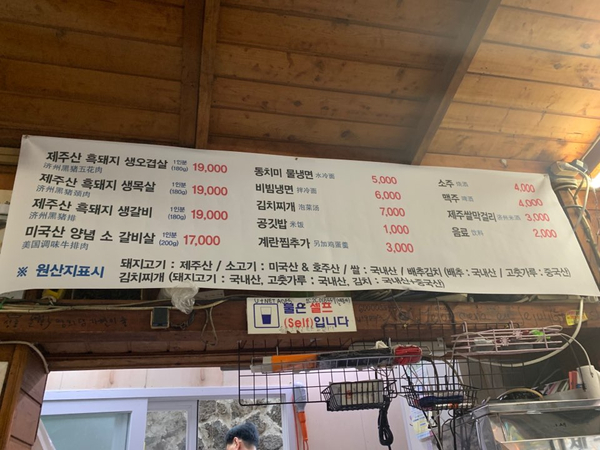 제주산 흑돼지 생오겹살 1인분 (180g) 19,000
济州黑猪五花肉
제주산 흑돼지 생목살 1인분 (180g) 19,000
济州黑猪颈肉
제주산 흑돼지 생갈비 1인분 (180g) 19,000
济州黑猪排
미국산 양념 소 갈비살 1인분 (200g) 17,000
美国调味牛排肉
동치미 물냉면 水冷面 5,000
비빔냉면 拌冷面 6,000
김치찌개 泡菜汤 7,000
공깃밥 米饭 1,000
계란찜추가 另加鸡蛋羹 3,000
소주 烧酒 4,000
맥주 啤酒 4,000
제주쌀막걸리 济州米酒 3,000
음료 饮料 2,000
※ 원산지표시
돼지고기 : 제주산 / 소고기 : 미국산 & 호주산 / 쌀 : 국내산 / 배추김치 (배추 : 국내산 / 고춧가루 : 중국산)
김치찌개 (돼지고기 : 국내산, 고춧가루 : 국내산, 김치 : 국내산+중국산)
물은 셀프
(Self)입니다